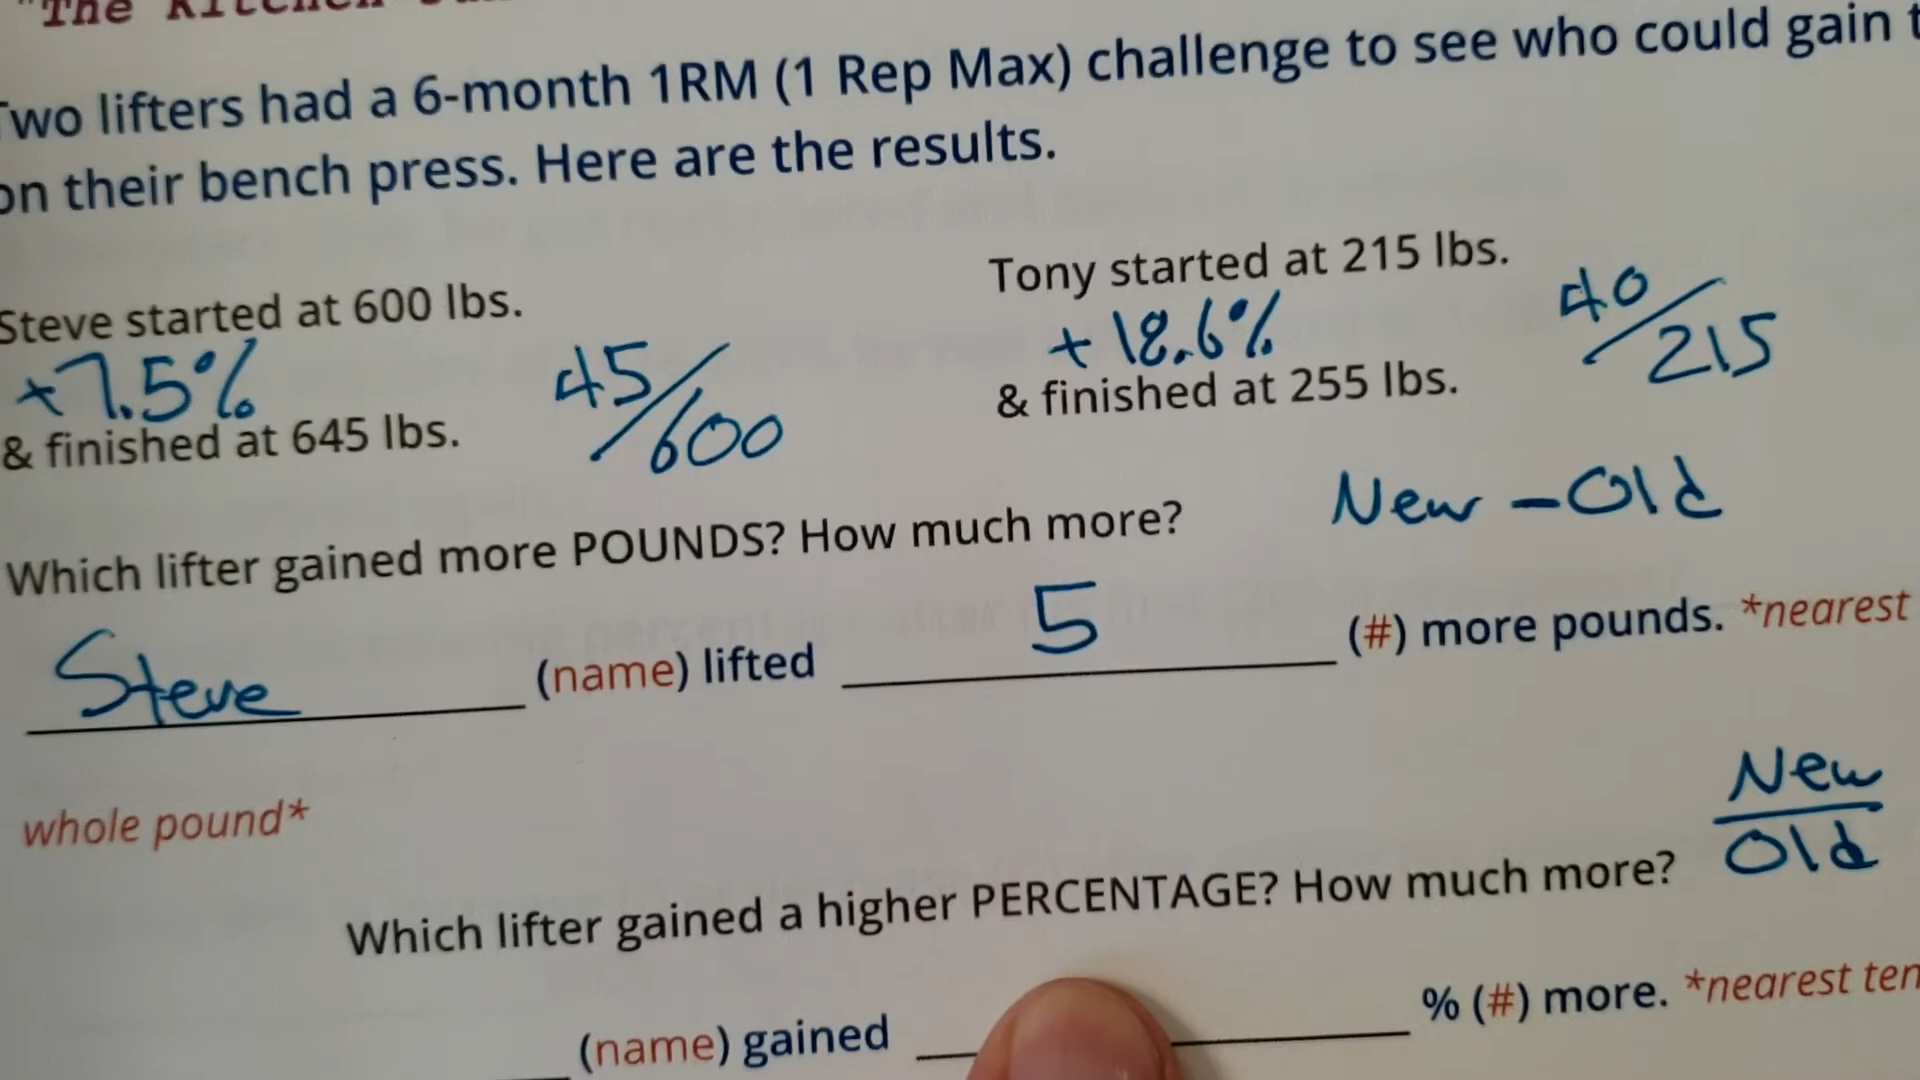 "The Kitchen
Two lifters had a 6-month 1RM (1 Rep Max) challenge to see who could gain
on their bench press. Here are the results.
Steve started at 600 lbs.
+7.5%
& finished at 645 lbs.
45/600
Tony started at 215 lbs.
+18.6%
& finished at 255 lbs.
40/215
New - Old
Which lifter gained more POUNDS? How much more?
Steve (name) lifted 5 (#) more pounds. *nearest
whole pound*
New
Old
Which lifter gained a higher PERCENTAGE? How much more?
(name) gained % (#) more. *nearest